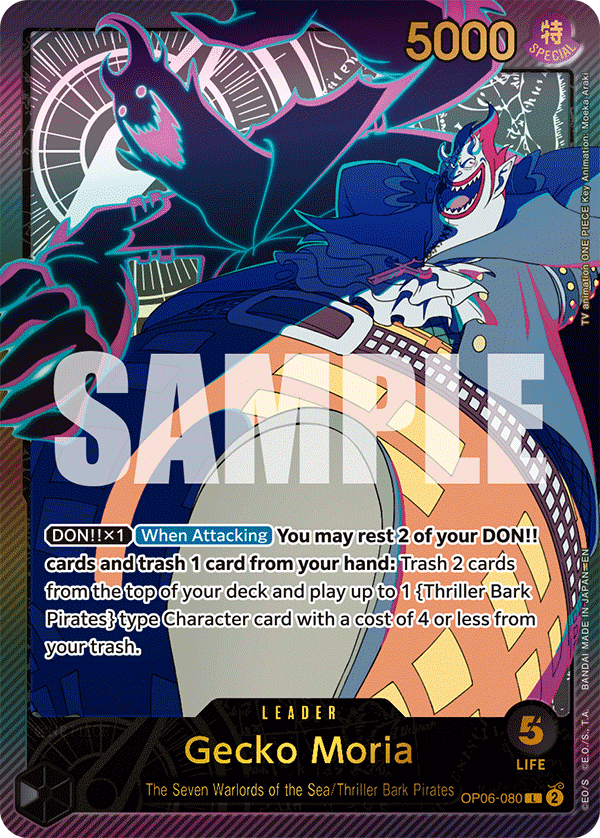 5000
特
SPECIAL
TV animation ONE PIECE Key Animation: Moeka Araki
SAMPLE
DON!!×1 When Attacking You may rest 2 of your DON!!
cards and trash 1 card from your hand: Trash 2 cards
from the top of your deck and play up to 1 {Thriller Bark
Pirates} type Character card with a cost of 4 or less from
your trash.
LEADER
Gecko Moria
The Seven Warlords of the Sea/Thriller Bark Pirates
5
LIFE
OP06-080 L 2
©E.O/S ©E.O./S., T.A. BANDAI MADE IN JAPAN EN